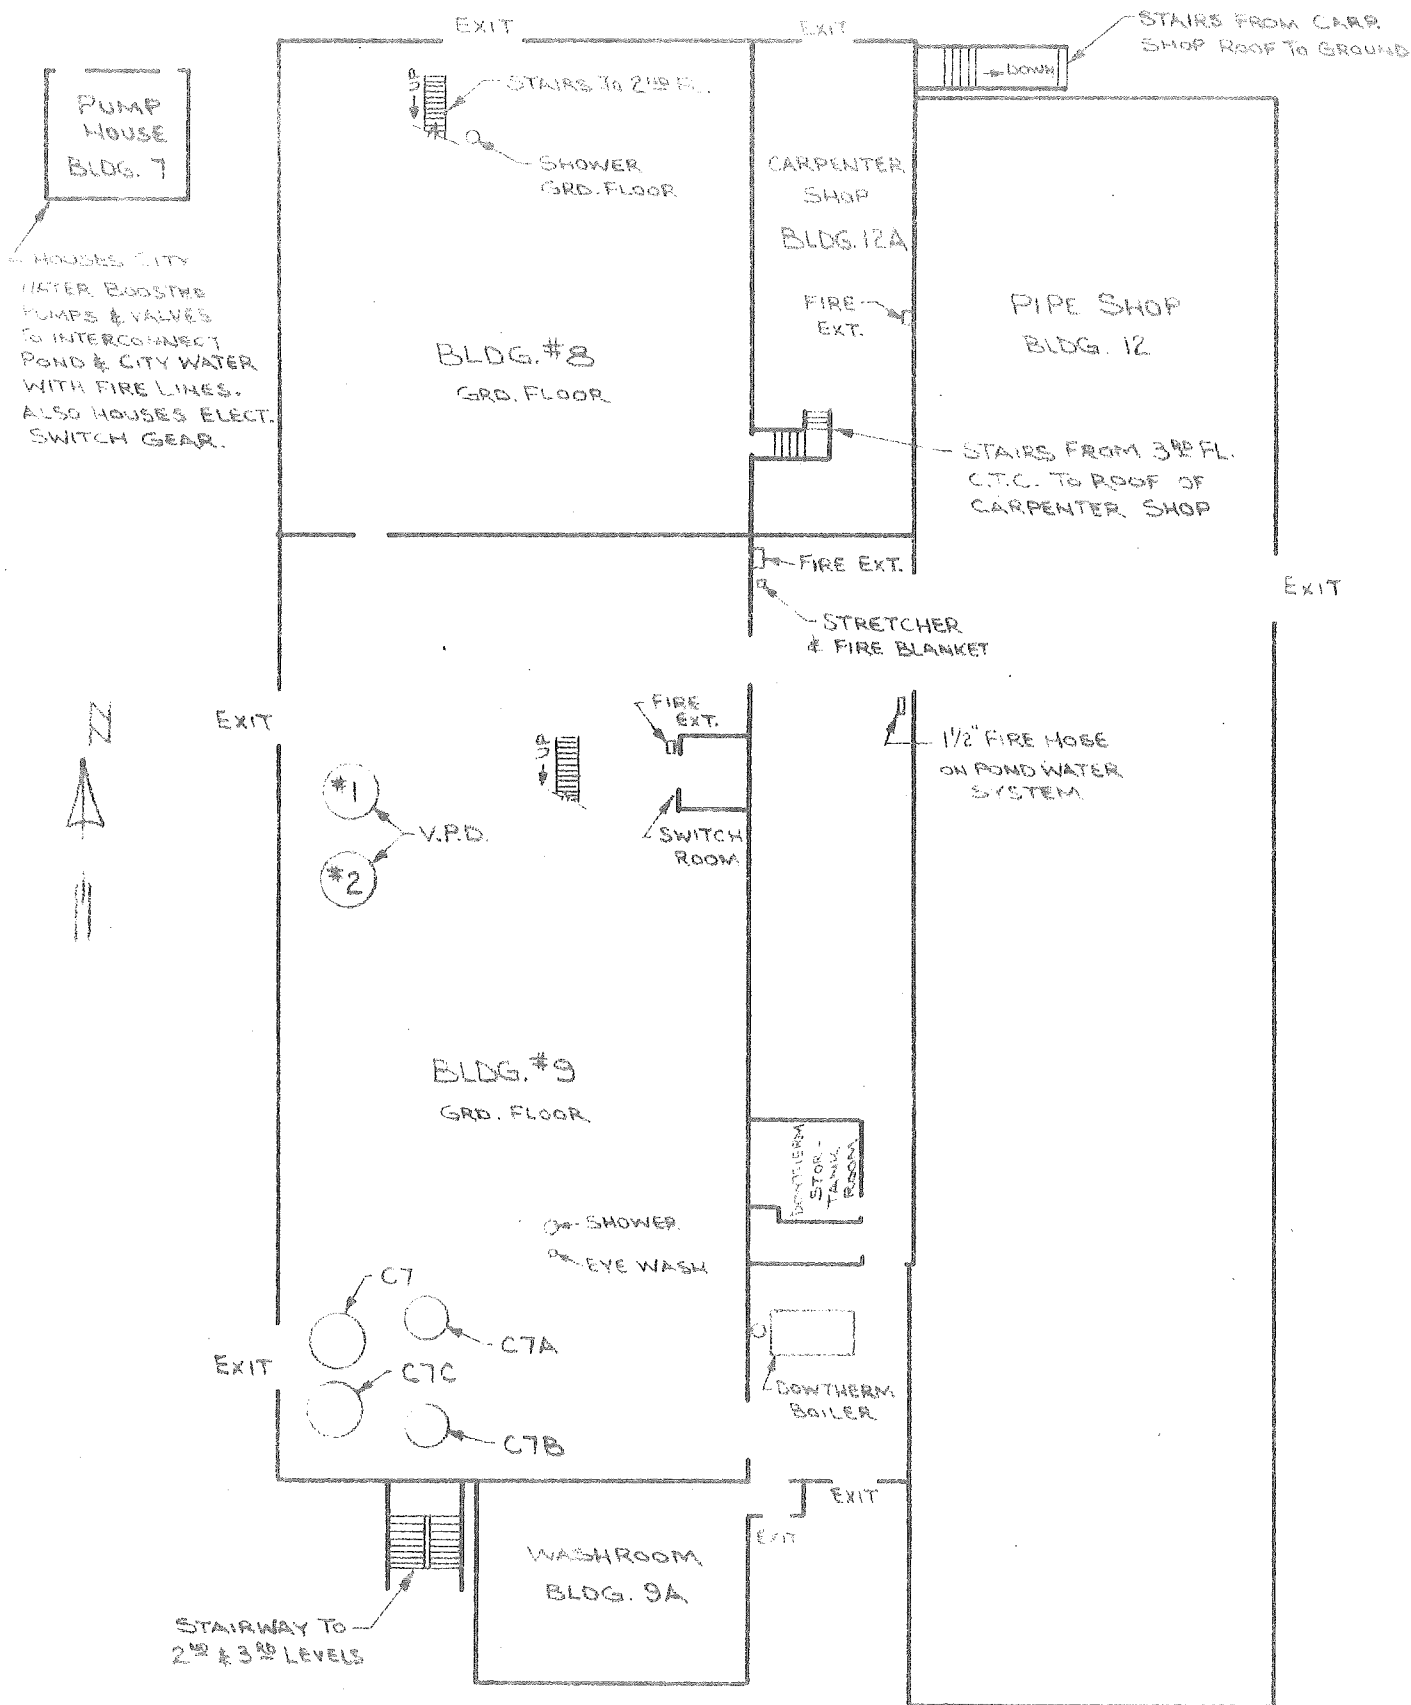 EXIT
EXIT
STAIRS FROM CARP.
SHOP ROOF TO GROUND
DOWN
PUMP
HOUSE
BLDG. 7
UP
STAIRS TO 2ND FL.
SHOWER
GRD. FLOOR
CARPENTER
SHOP
BLDG. 12A
HOUSES CITY
WATER BOOSTER
PUMPS & VALVES
TO INTERCONNECT
POND & CITY WATER
WITH FIRE LINES.
ALSO HOUSES ELECT.
SWITCH GEAR.
FIRE
EXT.
PIPE SHOP
BLDG. 12
BLDG. #8
GRD. FLOOR
STAIRS FROM 3RD FL.
C.T.C. TO ROOF OF
CARPENTER SHOP
FIRE EXT.
EXIT
STRETCHER
& FIRE BLANKET
N
EXIT
FIRE
EXT.
UP
1 1/2" FIRE HOSE
ON POND WATER
SYSTEM
#1
V.P.D.
#2
SWITCH
ROOM
BLDG. #9
GRD. FLOOR
DOWTHERM
STOR-
TANK
ROOM
SHOWER
EYE WASH
C7
C7A
EXIT
C7C
DOWTHERM
BOILER
C7B
EXIT
EXIT
WASHROOM
BLDG. 9A
STAIRWAY TO
2ND & 3RD LEVELS